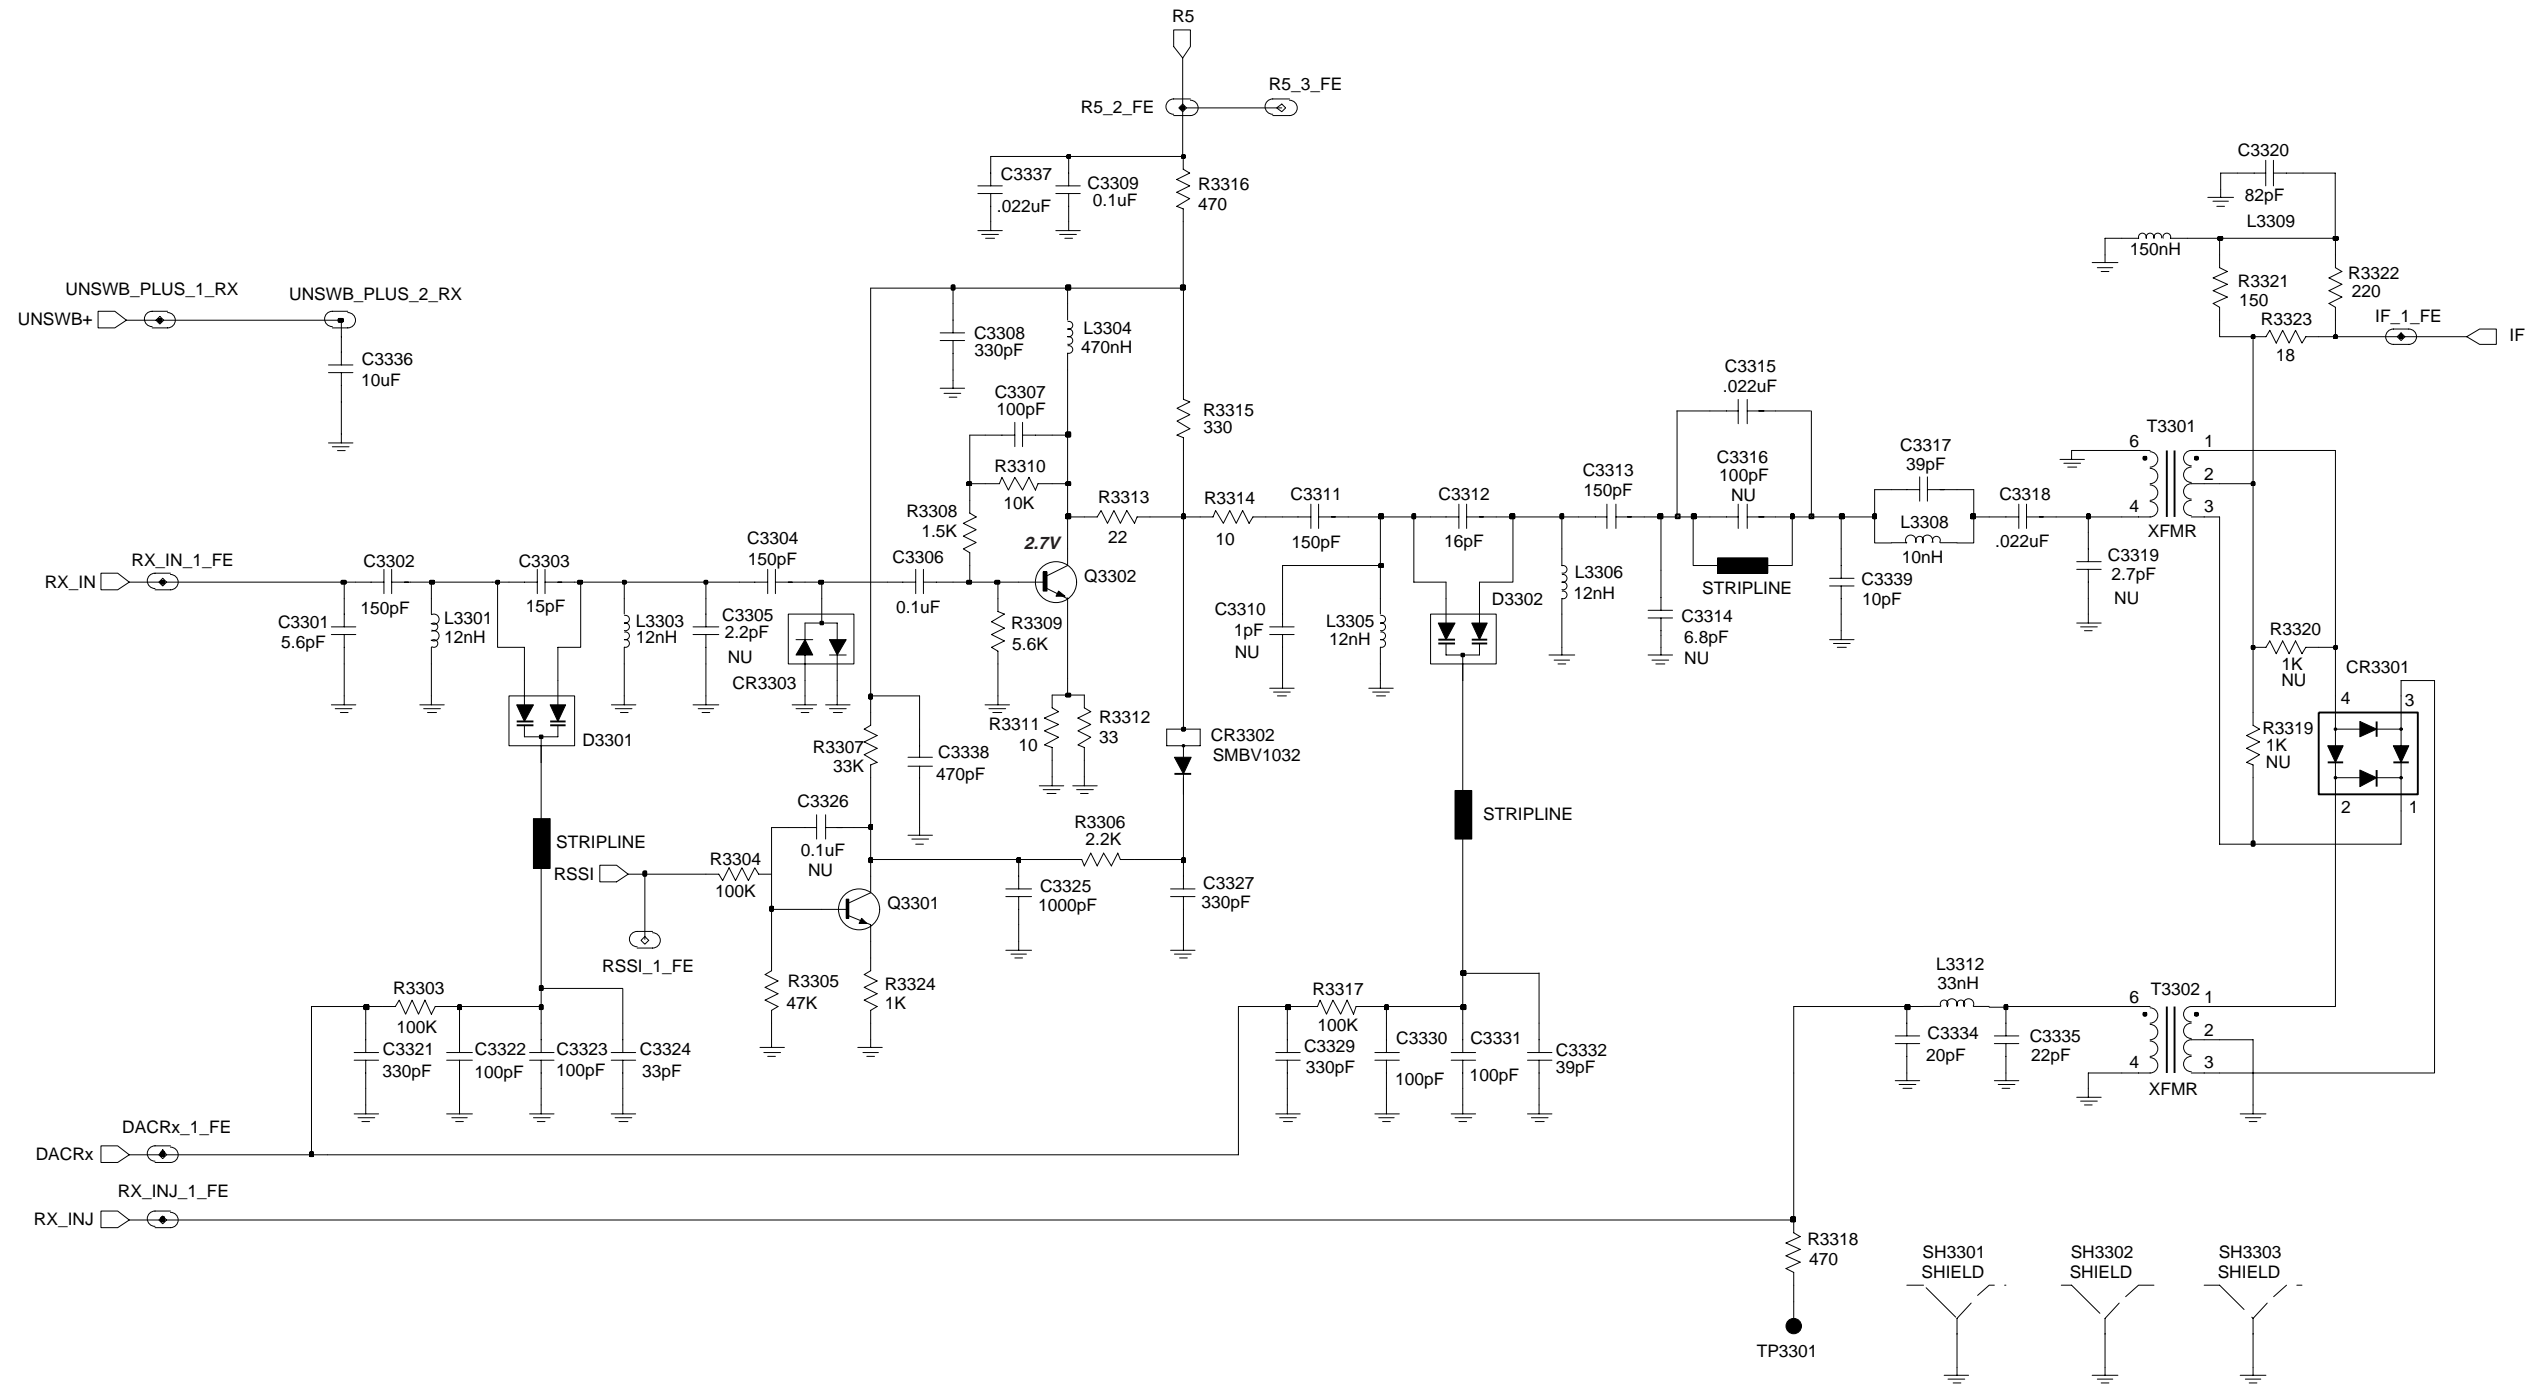 R5
R5_2_FE
R5_3_FE
C3337
.022uF
C3309
0.1uF
R3316
470
C3320
82pF
L3309
150nH
R3321
150
R3322
220
R3323
18
IF_1_FE
IF
UNSWB_PLUS_1_RX
UNSWB_PLUS_2_RX
UNSWB+
C3336
10uF
C3308
330pF
L3304
470nH
C3307
100pF
R3315
330
R3310
10K
R3308
1.5K
2.7V
R3313
22
R3314
10
C3311
150pF
C3312
16pF
C3313
150pF
C3315
.022uF
C3316
100pF
NU
STRIPLINE
C3317
39pF
L3308
10nH
C3318
.022uF
T3301
6
4
1
2
3
XFMR
RX_IN
RX_IN_1_FE
C3301
5.6pF
C3302
150pF
L3301
12nH
C3303
15pF
L3303
12nH
C3305
2.2pF
NU
C3304
150pF
CR3303
C3306
0.1uF
Q3302
R3309
5.6K
R3311
10
R3312
33
D3301
STRIPLINE
C3310
1pF
NU
L3305
12nH
D3302
L3306
12nH
C3314
6.8pF
NU
C3339
10pF
C3319
2.7pF
NU
R3320
1K
NU
CR3301
4
3
2
1
R3319
1K
NU
R3307
33K
C3338
470pF
CR3302
SMBV1032
STRIPLINE
C3326
0.1uF
NU
R3306
2.2K
R3304
100K
RSSI
RSSI_1_FE
Q3301
C3325
1000pF
C3327
330pF
R3305
47K
R3324
1K
R3303
100K
C3321
330pF
C3322
100pF
C3323
100pF
C3324
33pF
R3317
100K
C3329
330pF
C3330
100pF
C3331
100pF
C3332
39pF
L3312
33nH
C3334
20pF
C3335
22pF
T3302
6
4
1
2
3
XFMR
DACRx_1_FE
DACRx
RX_INJ_1_FE
RX_INJ
R3318
470
TP3301
SH3301
SHIELD
SH3302
SHIELD
SH3303
SHIELD